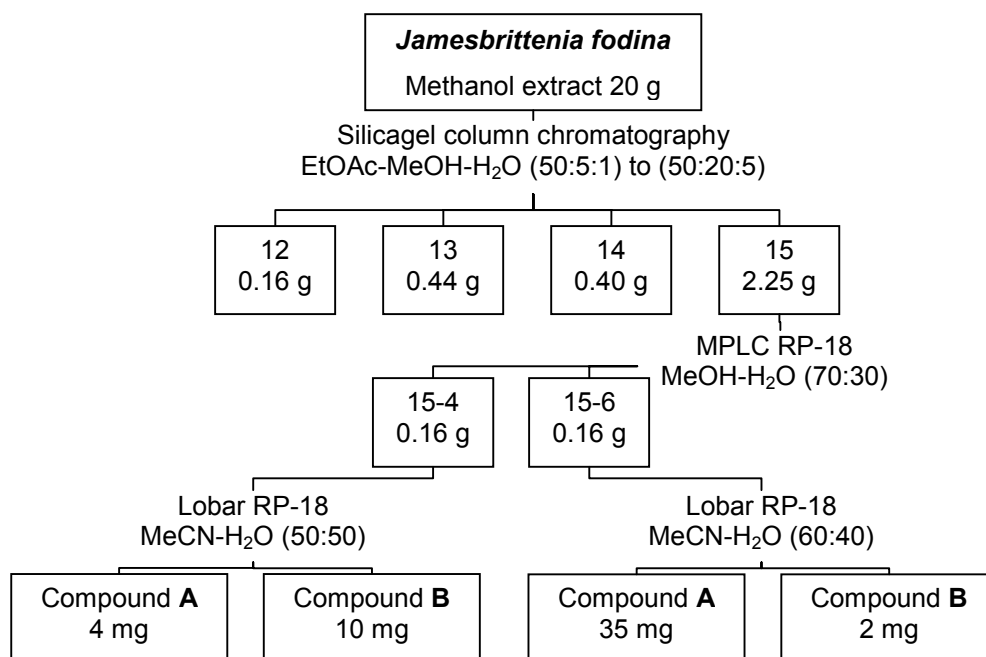 Jamesbrittenia fodina
Methanol extract 20 g
Silicagel column chromatography
EtOAc-MeOH-H₂O (50:5:1) to (50:20:5)
12
0.16 g
13
0.44 g
14
0.40 g
15
2.25 g
MPLC RP-18
MeOH-H₂O (70:30)
15-4
0.16 g
15-6
0.16 g
Lobar RP-18
MeCN-H₂O (50:50)
Lobar RP-18
MeCN-H₂O (60:40)
Compound A
4 mg
Compound B
10 mg
Compound A
35 mg
Compound B
2 mg